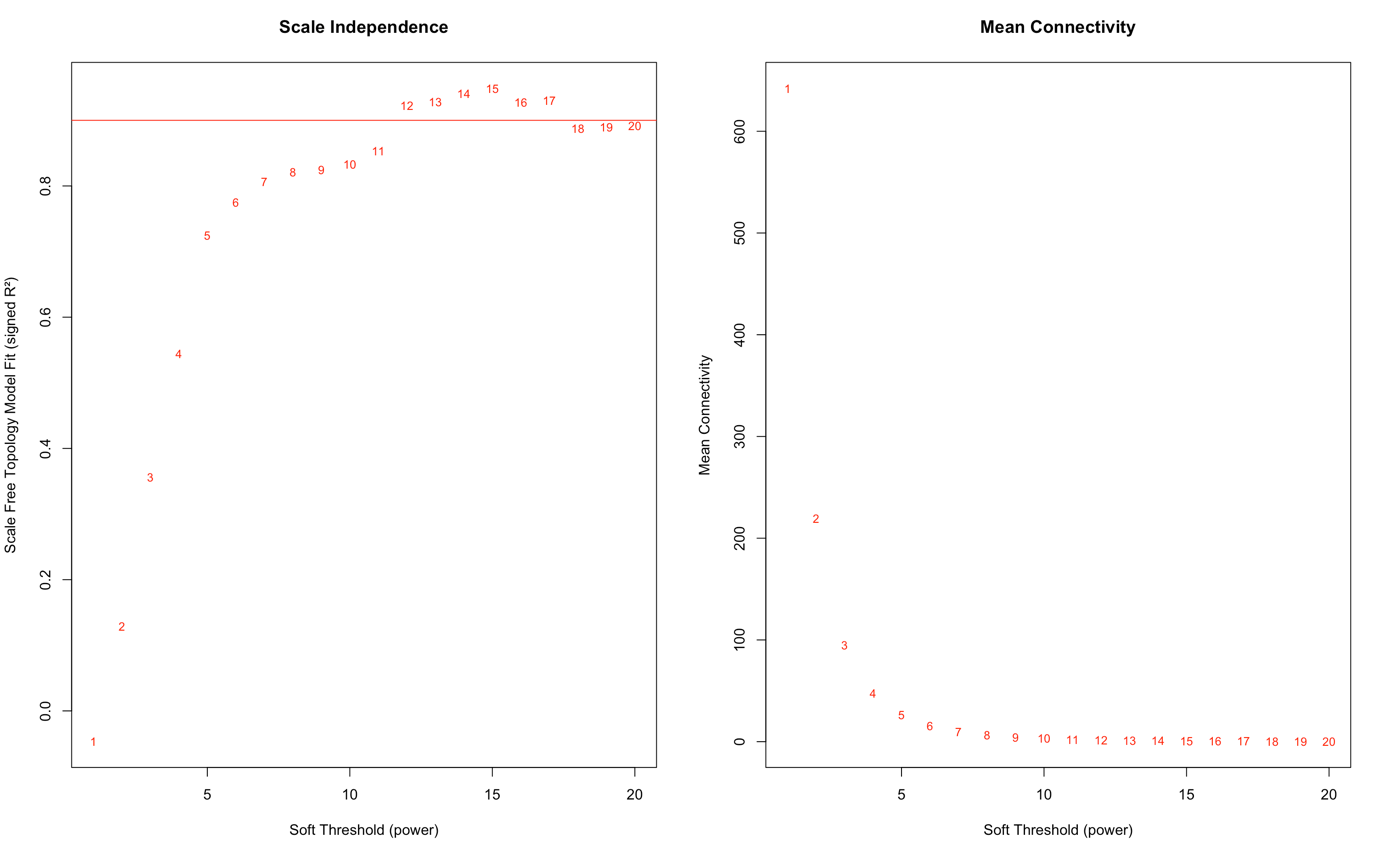 Scale Independence
Scale Free Topology Model Fit (signed R²)
0.0 0.2 0.4 0.6 0.8
1 2 3 4 5 6 7 8 9 10 11 12 13 14 15 16 17 18 19 20
5 10 15 20
Soft Threshold (power)
Mean Connectivity
Mean Connectivity
0 100 200 300 400 500 600
1 2 3 4 5 6 7 8 9 10 11 12 13 14 15 16 17 18 19 20
5 10 15 20
Soft Threshold (power)